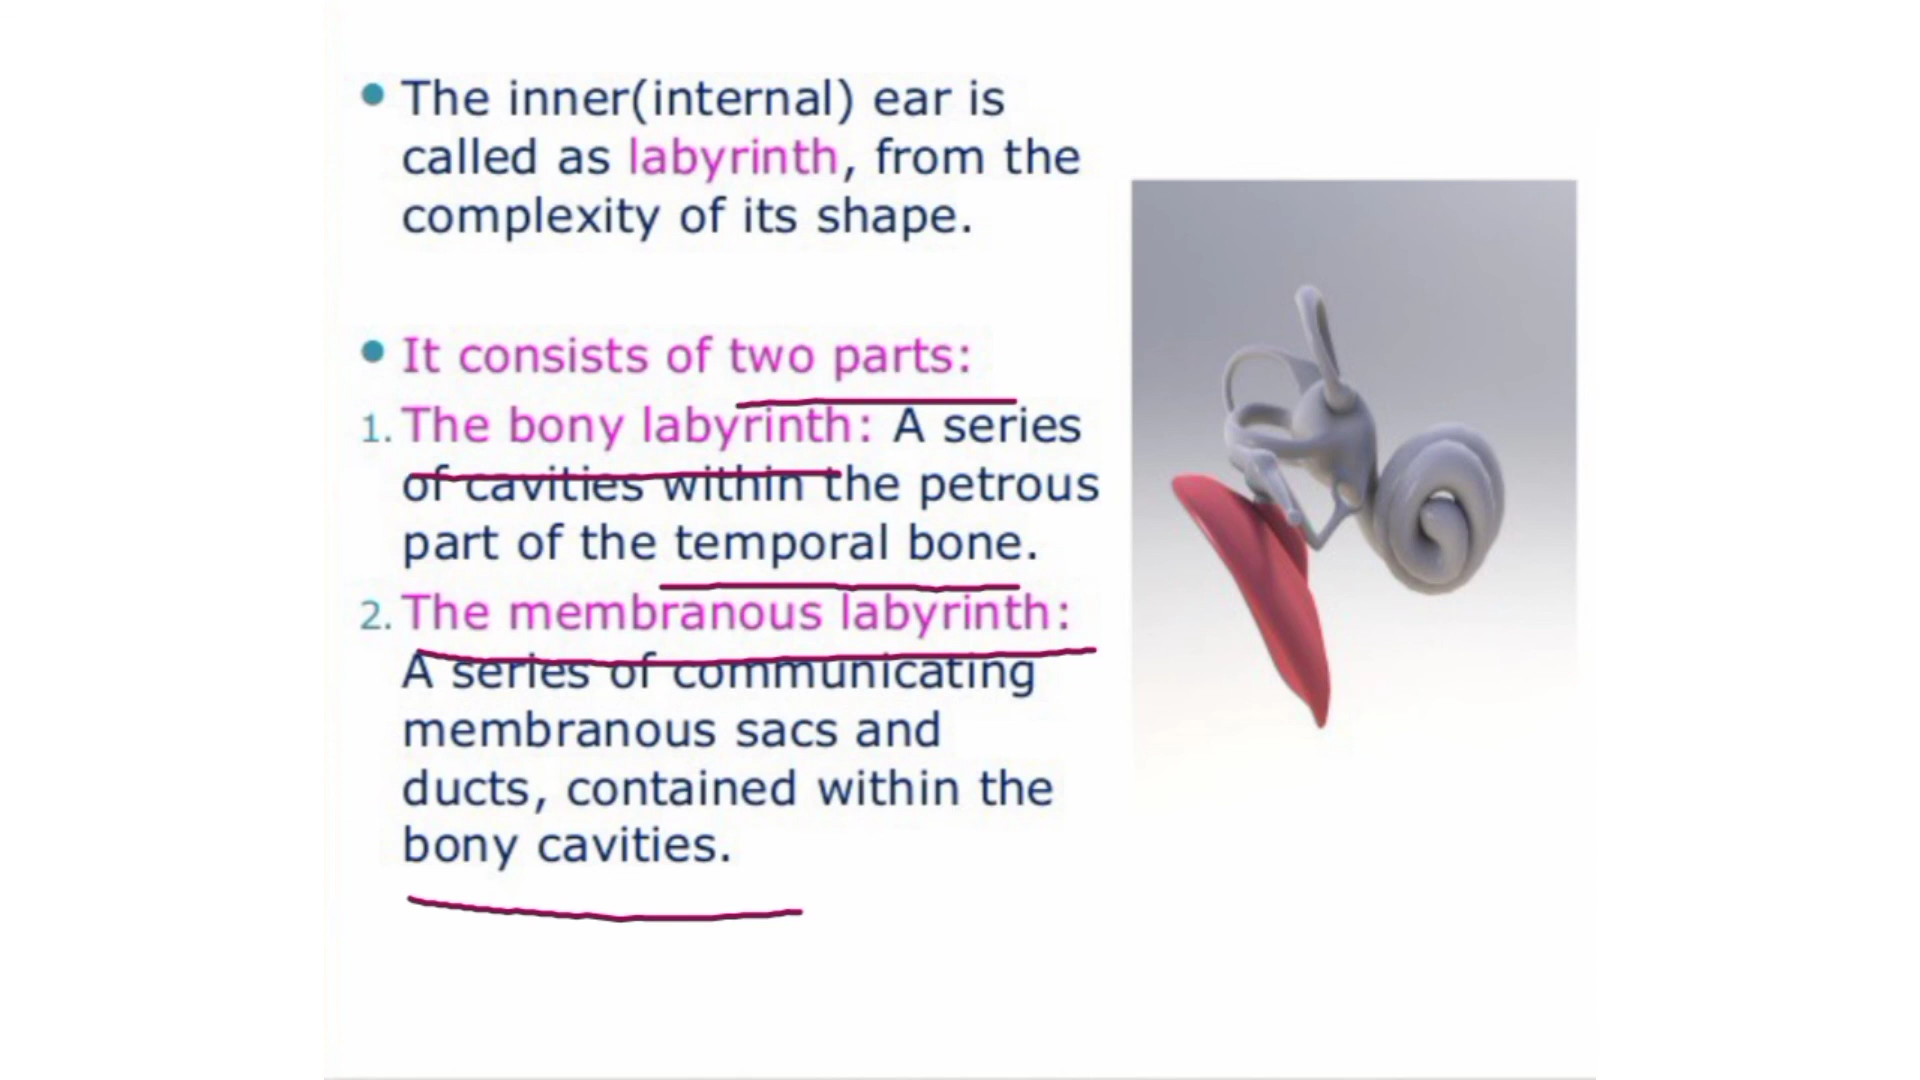 The inner(internal) ear is
called as labyrinth, from the
complexity of its shape.
It consists of two parts:
1. The bony labyrinth: A series
of cavities within the petrous
part of the temporal bone.
2. The membranous labyrinth:
A series of communicating
membranous sacs and
ducts, contained within the
bony cavities.